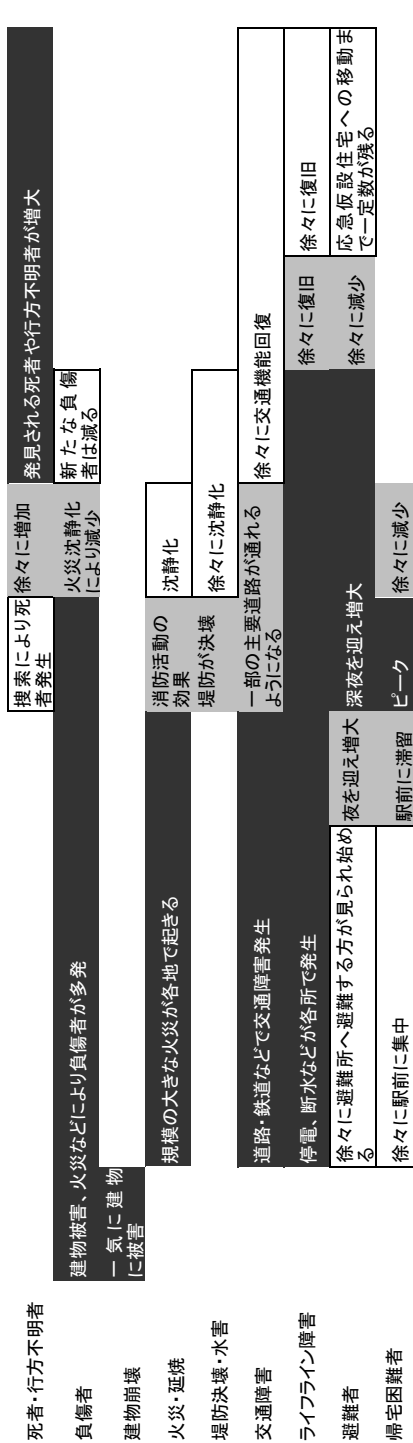 死者・行方不明者
捜索により死
者発生
徐々に増加
発見される死者や行方不明者が増大
負傷者
建物被害、火災などにより負傷者が多発
火災沈静化
により減少
新たな負傷
者は減る
建物崩壊
一気に建物
に被害
火災・延焼
規模の大きな火災が各地で起きる
消防活動の
効果
沈静化
堤防決壊・水害
堤防が決壊
徐々に沈静化
交通障害
道路・鉄道などで交通障害発生
一部の主要道路が通れる
ようになる
徐々に交通機能回復
ライフライン障害
停電、断水などが各所で発生
徐々に復旧
徐々に復旧
避難者
徐々に避難所へ避難する方が見られ始め
る
夜を迎え増大
深夜を迎え増大
徐々に減少
応急仮設住宅への移動ま
で一定数が残る
帰宅困難者
徐々に駅前に集中
駅前に滞留
ピーク
徐々に減少